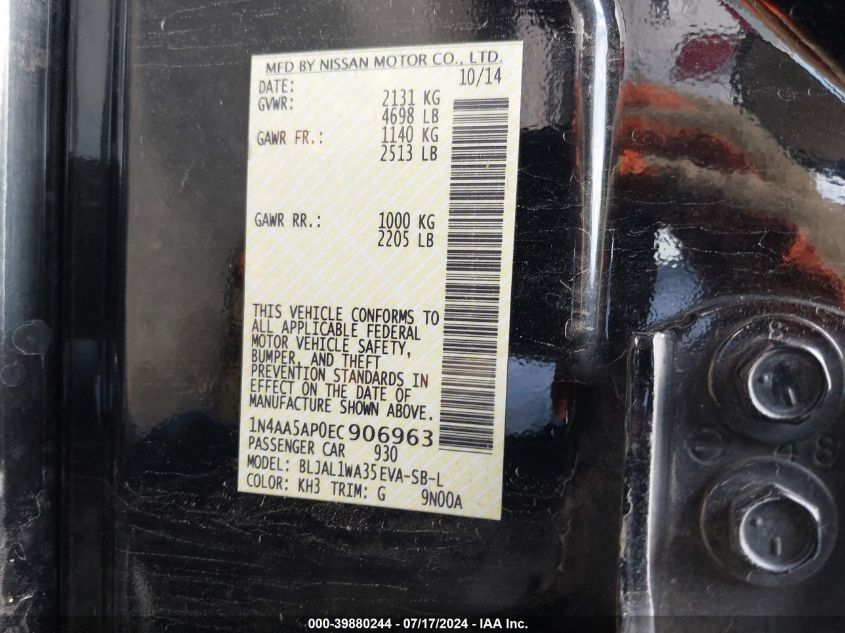 MFD BY NISSAN MOTOR CO., LTD.
DATE: 10/14
GVWR: 2131 KG
4698 LB
GAWR FR.: 1140 KG
2513 LB
GAWR RR.: 1000 KG
2205 LB
THIS VEHICLE CONFORMS TO
ALL APPLICABLE FEDERAL
MOTOR VEHICLE SAFETY,
BUMPER, AND THEFT
PREVENTION STANDARDS IN
EFFECT ON THE DATE OF
MANUFACTURE SHOWN ABOVE.
1N4AA5AP0EC906963
PASSENGER CAR 930
MODEL: BLJAL1WA35EVA-SB-L
COLOR: KH3 TRIM: G 9N00A
8
48
000-39880244 - 07/17/2024 - IAA Inc.